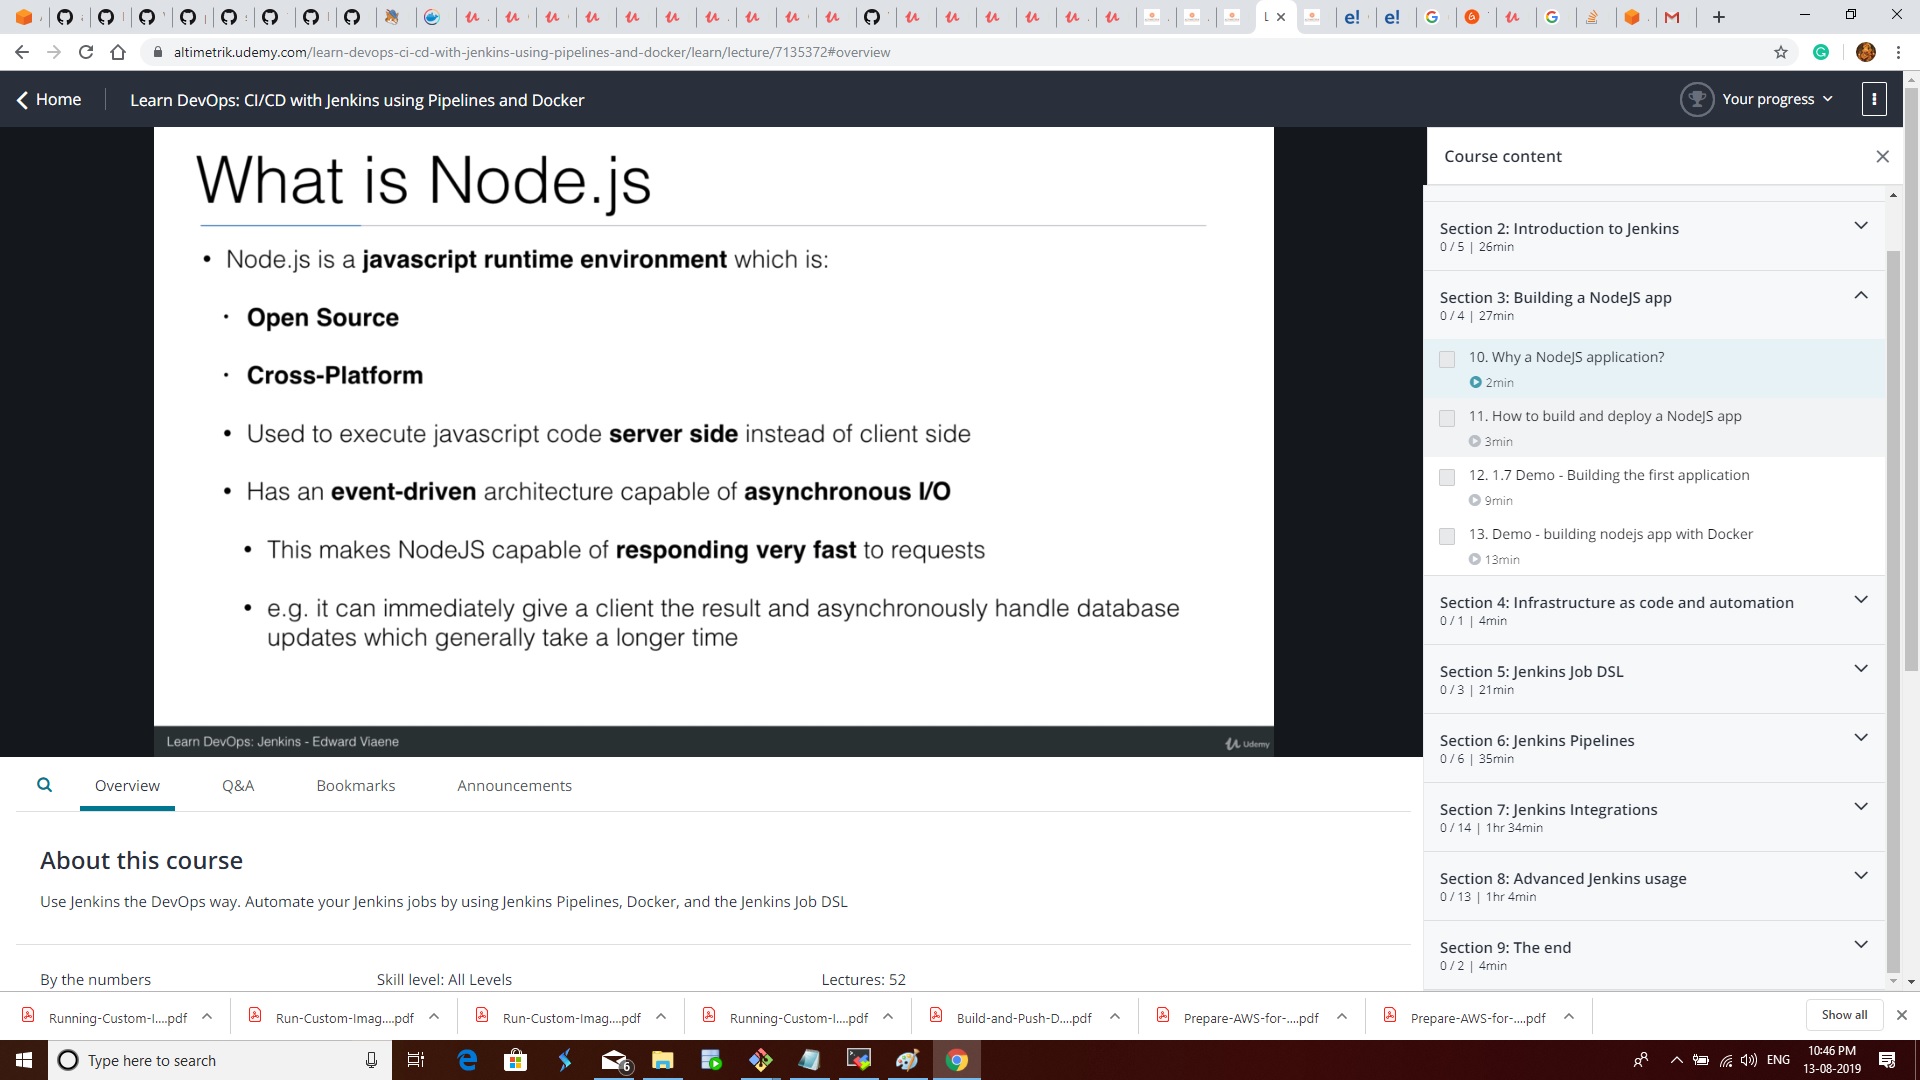 altimetrik.udemy.com/learn-devops-ci-cd-with-jenkins-using-pipelines-and-docker/learn/lecture/7135372#overview
Home
Learn DevOps: CI/CD with Jenkins using Pipelines and Docker
Your progress
What is Node.js
• Node.js is a javascript runtime environment which is:
• Open Source
• Cross-Platform
• Used to execute javascript code server side instead of client side
• Has an event-driven architecture capable of asynchronous I/O
• This makes NodeJS capable of responding very fast to requests
• e.g. it can immediately give a client the result and asynchronously handle database
updates which generally take a longer time
Learn DevOps: Jenkins - Edward Viaene
Udemy
Course content
Section 2: Introduction to Jenkins
0 / 5 | 26min
Section 3: Building a NodeJS app
0 / 4 | 27min
10. Why a NodeJS application?
2min
11. How to build and deploy a NodeJS app
3min
12. 1.7 Demo - Building the first application
9min
13. Demo - building nodejs app with Docker
13min
Section 4: Infrastructure as code and automation
0 / 1 | 4min
Section 5: Jenkins Job DSL
0 / 3 | 21min
Section 6: Jenkins Pipelines
0 / 6 | 35min
Section 7: Jenkins Integrations
0 / 14 | 1hr 34min
Section 8: Advanced Jenkins usage
0 / 13 | 1hr 4min
Section 9: The end
0 / 2 | 4min
Overview
Q&A
Bookmarks
Announcements
About this course
Use Jenkins the DevOps way. Automate your Jenkins jobs by using Jenkins Pipelines, Docker, and the Jenkins Job DSL
By the numbers
Skill level: All Levels
Lectures: 52
Running-Custom-I....pdf
Run-Custom-Imag....pdf
Run-Custom-Imag....pdf
Running-Custom-I....pdf
Build-and-Push-D....pdf
Prepare-AWS-for-....pdf
Prepare-AWS-for-....pdf
Show all
Type here to search
6
ENG
10:46 PM
13-08-2019